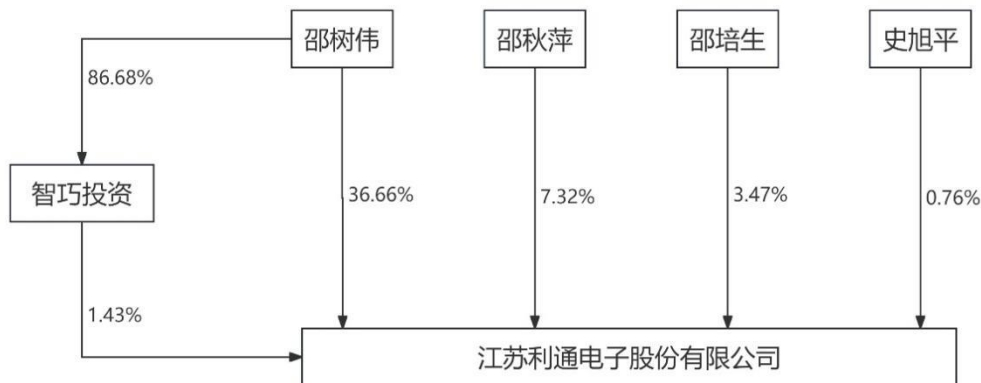 邵树伟
邵秋萍
邵培生
史旭平
86.68%
智巧投资
36.66%
7.32%
3.47%
0.76%
1.43%
江苏利通电子股份有限公司